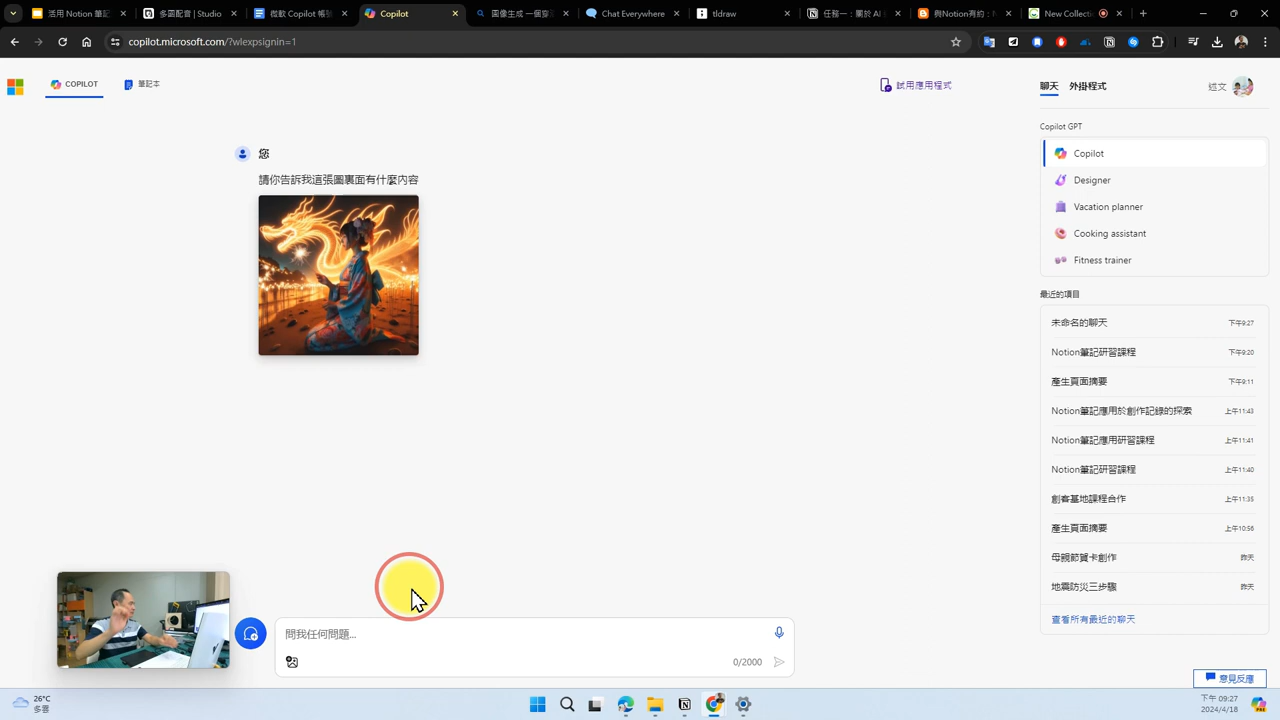 活用 Notion 筆記
多國配音 | Studio
微軟 Copilot 帳
Copilot
圖像生成 一個穿
Chat Everywhere
tldraw
任務一：關於 AI
與Notion有約：N
New Collecti
copilot.microsoft.com/?wlexpsignin=1
COPILOT
筆記本
試用應用程式
聊天
外掛程式
述文
Copilot GPT
您
Copilot
請你告訴我這張圖裏面有什麼內容
Designer
Vacation planner
Cooking assistant
Fitness trainer
最近的項目
未命名的聊天 下午9:27
Notion筆記研習課程 下午9:20
產生頁面摘要 下午9:11
Notion筆記應用於創作記錄的探索 上午11:43
Notion筆記應用研習課程 上午11:41
Notion筆記研習課程 上午11:40
創客基地課程合作 上午11:35
產生頁面摘要 上午10:56
母親節賀卡創作 昨天
地震防災三步驟 昨天
查看所有最近的聊天
問我任何問題...
0/2000
意見反應
26°C
多雲
下午 09:27
2024/4/18